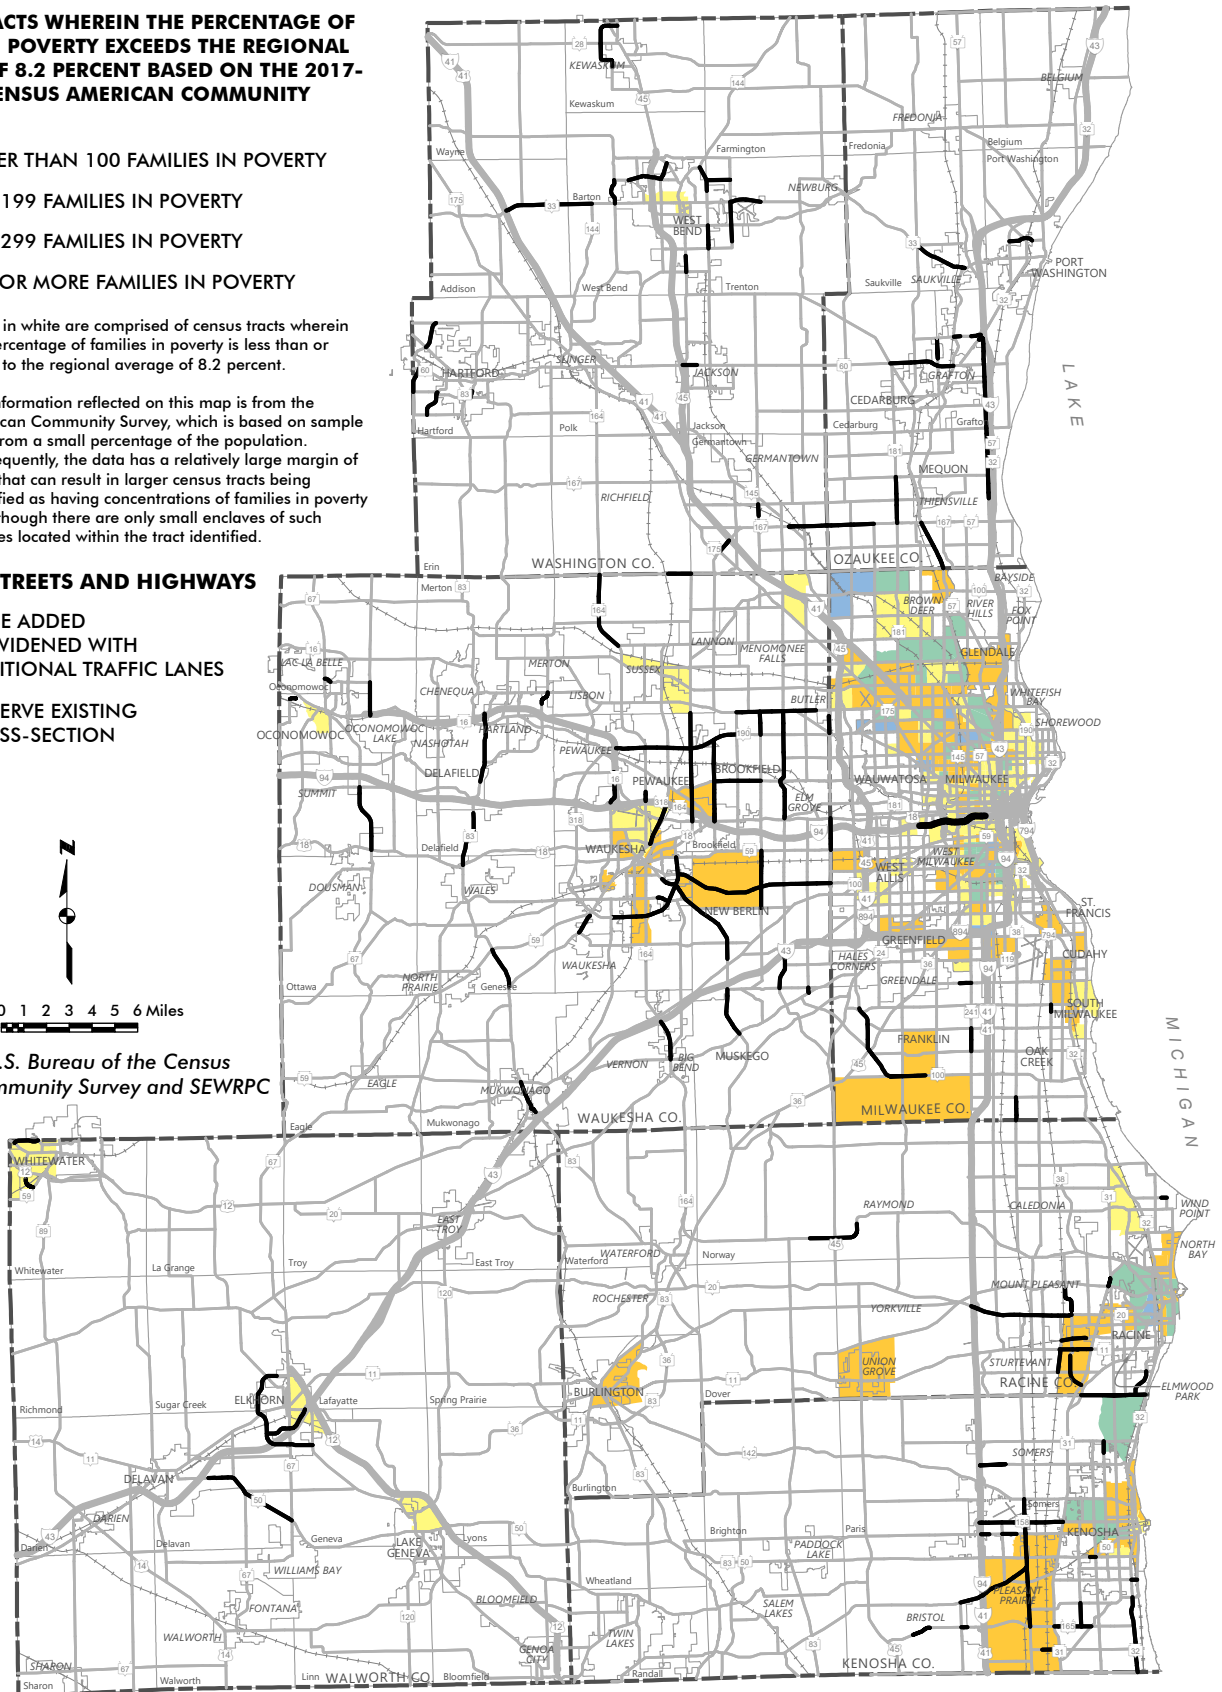 ACTS WHEREIN THE PERCENTAGE OF
POVERTY EXCEEDS THE REGIONAL
F 8.2 PERCENT BASED ON THE 2017-
ENSUS AMERICAN COMMUNITY
ER THAN 100 FAMILIES IN POVERTY
199 FAMILIES IN POVERTY
299 FAMILIES IN POVERTY
OR MORE FAMILIES IN POVERTY
in white are comprised of census tracts wherein
ercentage of families in poverty is less than or
to the regional average of 8.2 percent.
nformation reflected on this map is from the
can Community Survey, which is based on sample
rom a small percentage of the population.
equently, the data has a relatively large margin of
that can result in larger census tracts being
fied as having concentrations of families in poverty
hough there are only small enclaves of such
es located within the tract identified.
TREETS AND HIGHWAYS
E ADDED
VIDENED WITH
ITIONAL TRAFFIC LANES
ERVE EXISTING
SS-SECTION
N
0 1 2 3 4 5 6 Miles
.S. Bureau of the Census
mmunity Survey and SEWRPC
KEWASKUM
Kewaskum
Wayne
Farmington
Fredonia
FREDONIA
BELGIUM
Belgium
Port Washington
Barton
NEWBURG
WEST
BEND
PORT
WASHINGTON
Addison
West Bend
Trenton
Saukville
SAUKVILLE
HARTFORD
SLINGER
JACKSON
GRAFTON
CEDARBURG
Hartford
Polk
Jackson
Germantown
Cedarburg
Grafton
GERMANTOWN
MEQUON
RICHFIELD
THIENSVILLE
Erin
WASHINGTON CO.
OZAUKEE CO.
LAKE
MICHIGAN
Merton
BAYSIDE
BROWN
DEER
RIVER
HILLS
FOX
POINT
LANNON
MENOMONEE
FALLS
GLENDALE
LAC LA BELLE
Oconomowoc
CHENEQUA
MERTON
SUSSEX
LISBON
BUTLER
WHITEFISH
BAY
SHOREWOOD
OCONOMOWOC
OCONOMOWOC
LAKE
NASHOTAH
HARTLAND
PEWAUKEE
DELAFIELD
PEWAUKEE
BROOKFIELD
WAUWATOSA
MILWAUKEE
SUMMIT
ELM
GROVE
Delafield
WAUKESHA
Brookfield
WEST
MILWAUKEE
WEST
ALLIS
DOUSMAN
WALES
NEW BERLIN
ST.
FRANCIS
GREENFIELD
CUDAHY
WAUKESHA
HALES
CORNERS
GREENDALE
Ottawa
NORTH
PRAIRIE
Genesee
SOUTH
MILWAUKEE
VERNON
BIG
BEND
MUSKEGO
FRANKLIN
OAK
CREEK
EAGLE
MUKWONAGO
Eagle
Mukwonago
WAUKESHA CO.
MILWAUKEE CO.
WHITEWATER
EAST
TROY
RAYMOND
CALEDONIA
WIND
POINT
Whitewater
La Grange
Troy
East Troy
WATERFORD
Waterford
Norway
NORTH
BAY
ROCHESTER
YORKVILLE
MOUNT PLEASANT
RACINE
UNION
GROVE
STURTEVANT
RACINE CO.
ELMWOOD
PARK
ELKHORN
Richmond
Sugar Creek
Lafayette
Spring Prairie
BURLINGTON
Dover
DELAVAN
SOMERS
Burlington
Somers
DARIEN
Darien
Delavan
Geneva
LAKE
GENEVA
Lyons
Brighton
Paris
KENOSHA
PADDOCK
LAKE
WILLIAMS BAY
Wheatland
FONTANA
BLOOMFIELD
SALEM
LAKES
BRISTOL
PLEASANT
PRAIRIE
WALWORTH
GENOA
CITY
TWIN
LAKES
SHARON
Sharon
Walworth
Linn
WALWORTH CO.
Bloomfield
Randall
KENOSHA CO.